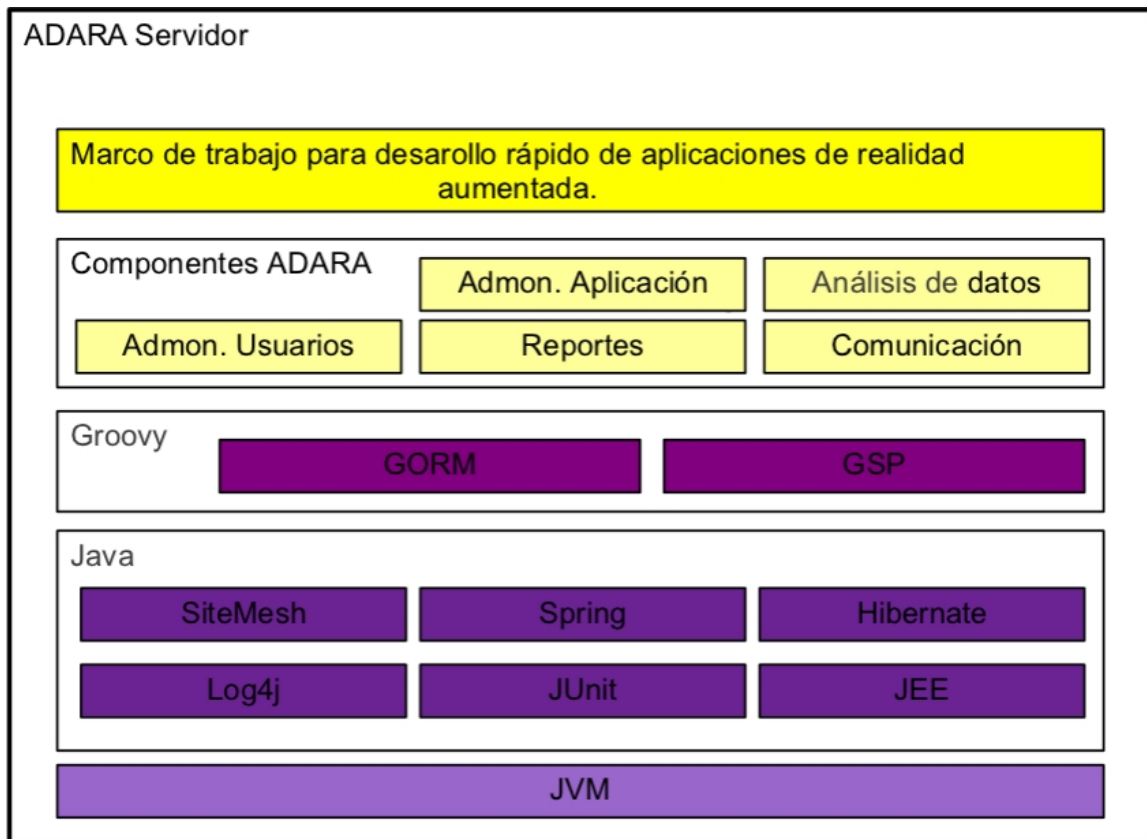 ADARA Servidor
Marco de trabajo para desarollo rápido de aplicaciones de realidad
aumentada.
Componentes ADARA
Admon. Aplicación
Análisis de datos
Admon. Usuarios
Reportes
Comunicación
Groovy
GORM
GSP
Java
SiteMesh
Spring
Hibernate
Log4j
JUnit
JEE
JVM